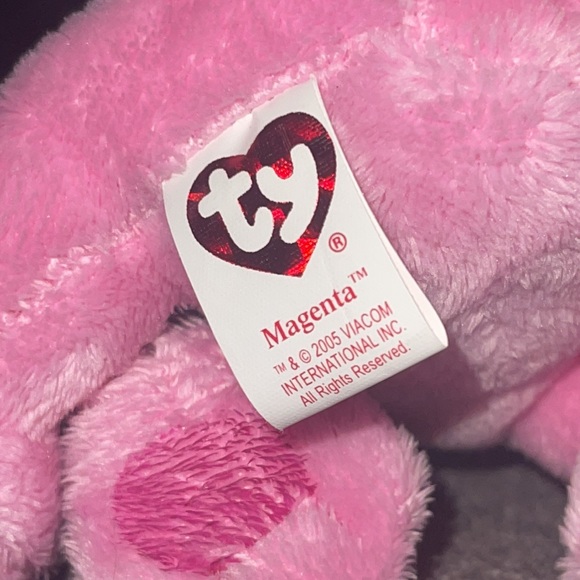 ty®
Magenta™
™ & © 2005 VIACOM
INTERNATIONAL INC.
All Rights Reserved.